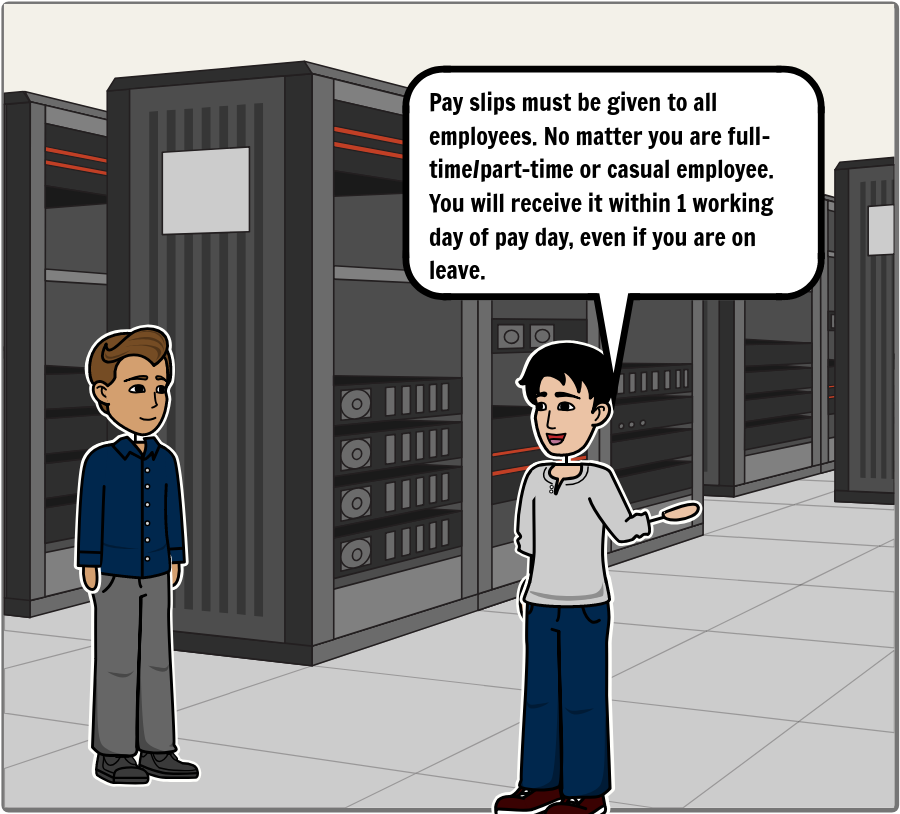 Pay slips must be given to all
employees. No matter you are full-
time/part-time or casual employee.
You will receive it within 1 working
day of pay day, even if you are on
leave.